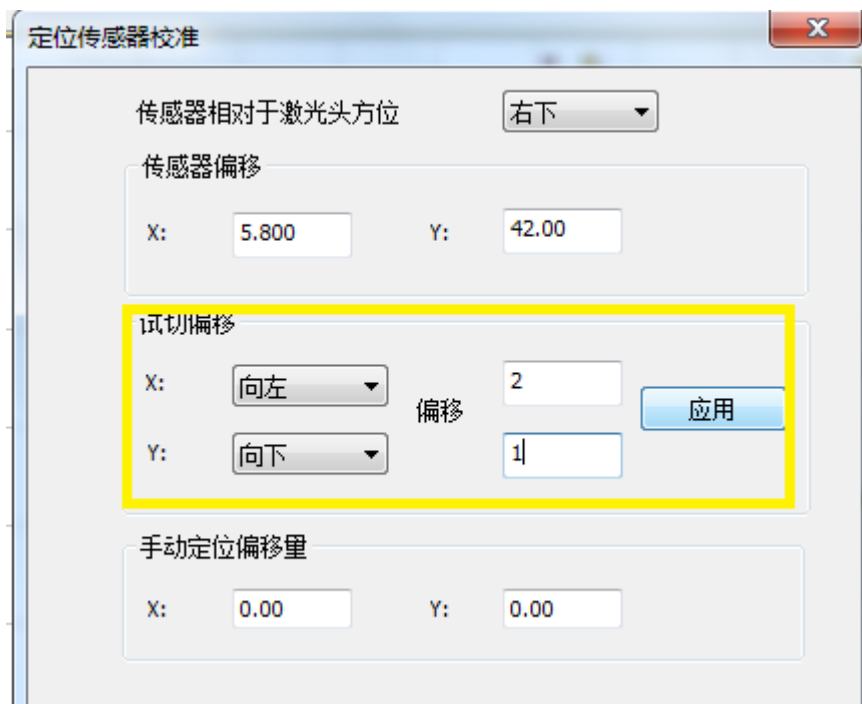 定位传感器校准
传感器相对于激光头方位 右下
传感器偏移
X: 5.800 Y: 42.00
试切偏移
X: 向左 偏移 2 应用
Y: 向下 1
手动定位偏移量
X: 0.00 Y: 0.00